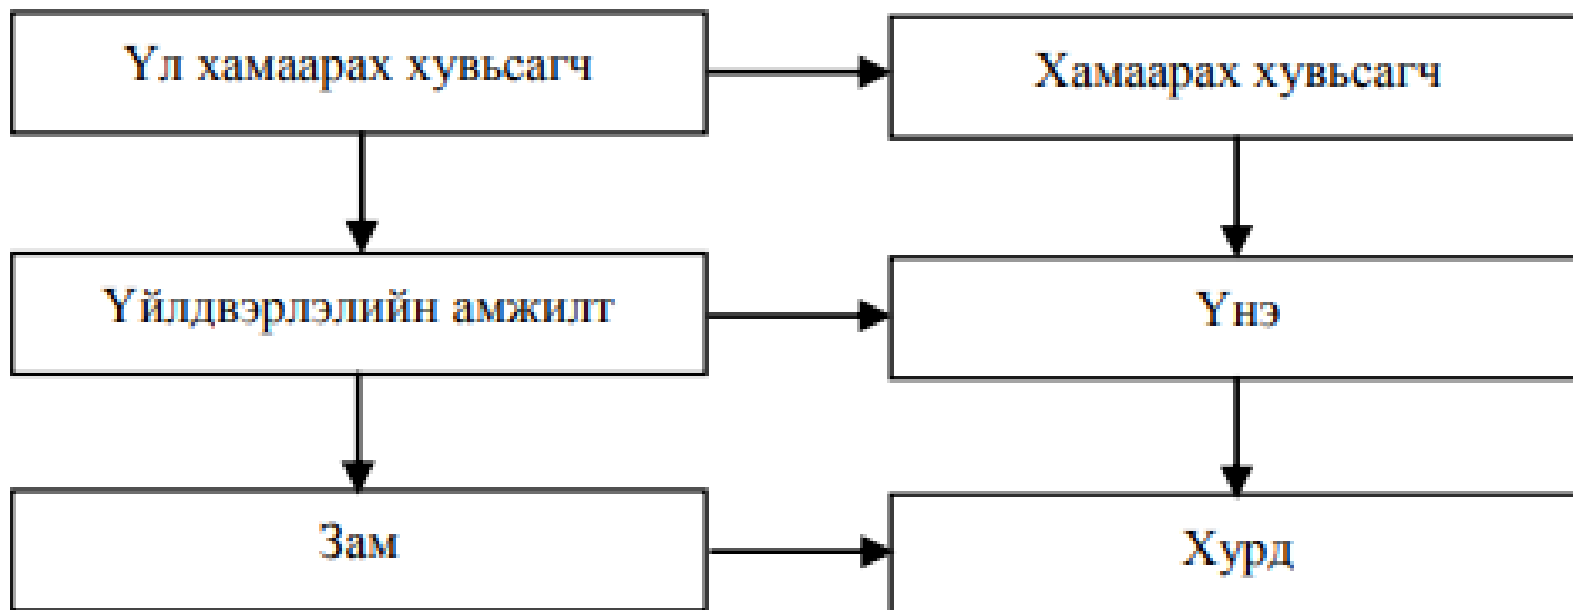 Үл хамаарах хувьсагч
Хамаарах хувьсагч
Үйлдвэрлэлийн амжилт
Үнэ
Зам
Хурд